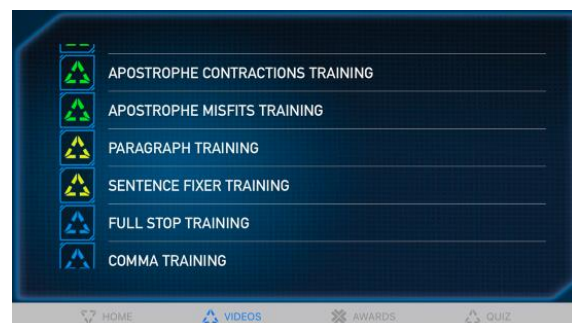 APOSTROPHE CONTRACTIONS TRAINING
APOSTROPHE MISFITS TRAINING
PARAGRAPH TRAINING
SENTENCE FIXER TRAINING
FULL STOP TRAINING
COMMA TRAINING
HOME VIDEOS AWARDS QUIZ